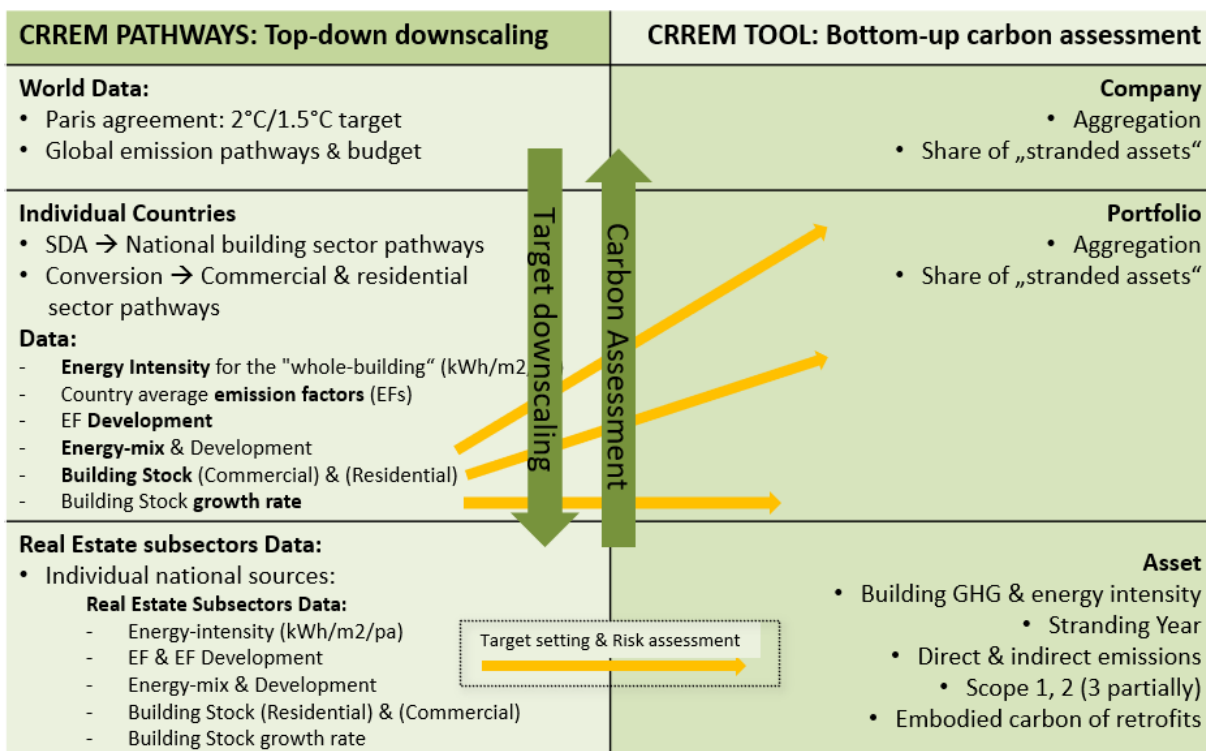 CRREM PATHWAYS: Top-down downscaling
CRREM TOOL: Bottom-up carbon assessment
World Data:
• Paris agreement: 2°C/1.5°C target
• Global emission pathways & budget
Company
• Aggregation
• Share of „stranded assets“
Individual Countries
• SDA → National building sector pathways
• Conversion → Commercial & residential
sector pathways
Data:
- Energy Intensity for the "whole-building“ (kWh/m2/
- Country average emission factors (EFs)
- EF Development
- Energy-mix & Development
- Building Stock (Commercial) & (Residential)
- Building Stock growth rate
Target downscaling
Carbon Assessment
Portfolio
• Aggregation
• Share of „stranded assets“
Real Estate subsectors Data:
• Individual national sources:
Real Estate Subsectors Data:
- Energy-intensity (kWh/m2/pa)
- EF & EF Development
- Energy-mix & Development
- Building Stock (Residential) & (Commercial)
- Building Stock growth rate
Target setting & Risk assessment
Asset
• Building GHG & energy intensity
• Stranding Year
• Direct & indirect emissions
• Scope 1, 2 (3 partially)
• Embodied carbon of retrofits